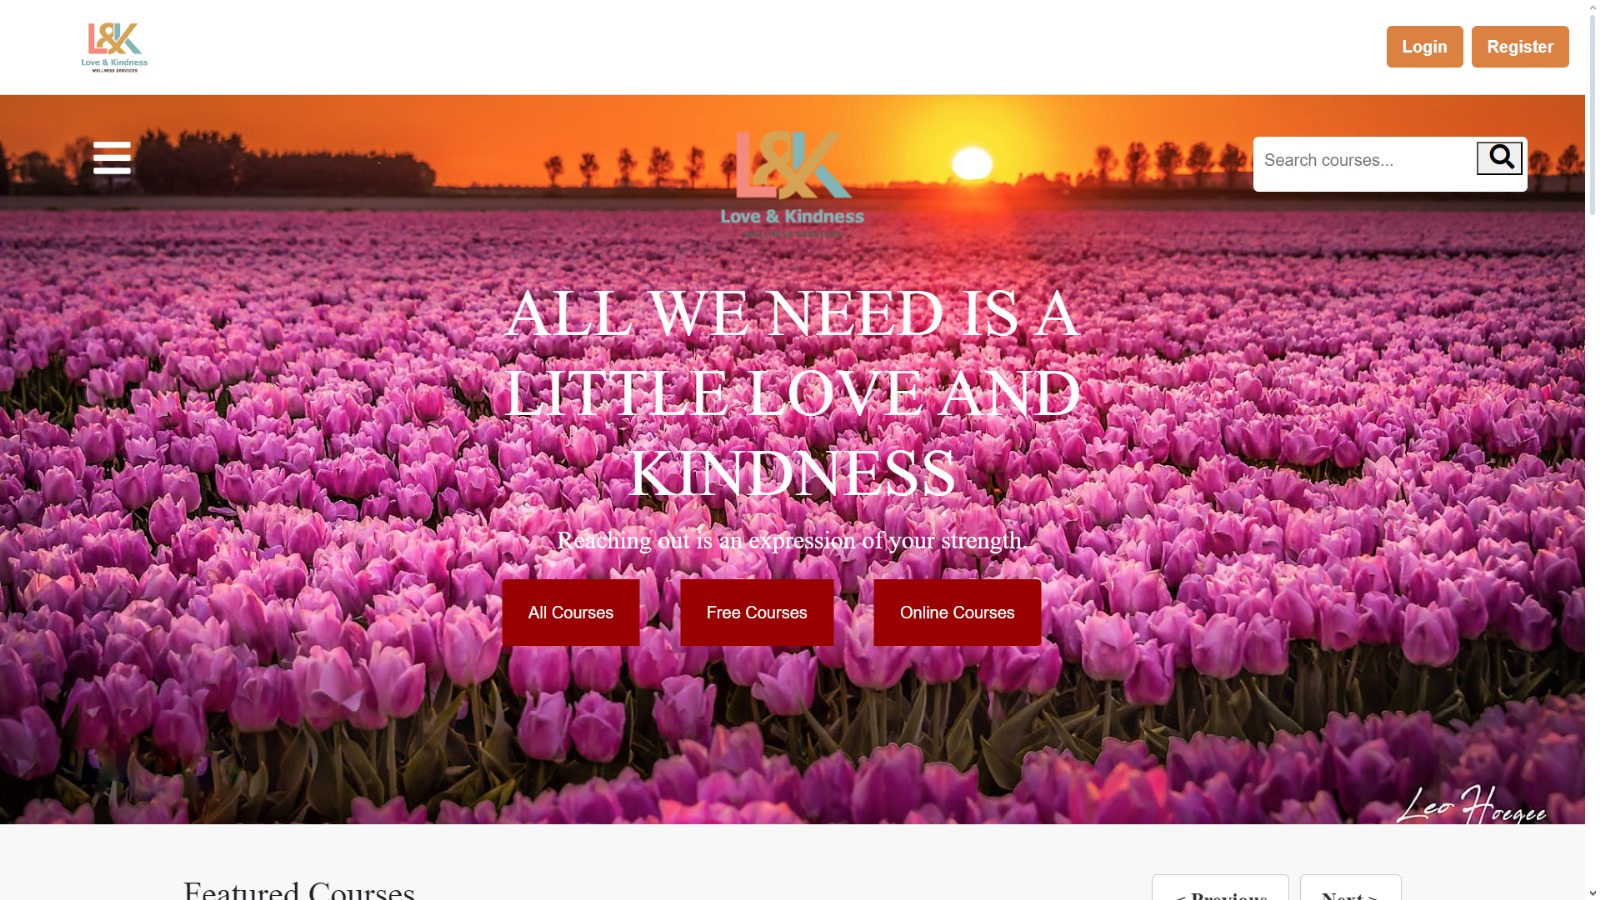 L&K
Love & Kindness
WELLNESS SERVICES
Login
Register
Search courses...
L&K
Love & Kindness
WELLNESS SERVICES
ALL WE NEED IS A
LITTLE LOVE AND
KINDNESS
Reaching out is an expression of your strength.
All Courses
Free Courses
Online Courses
Leo Hoegee
Featured Courses
< Previous
Next >